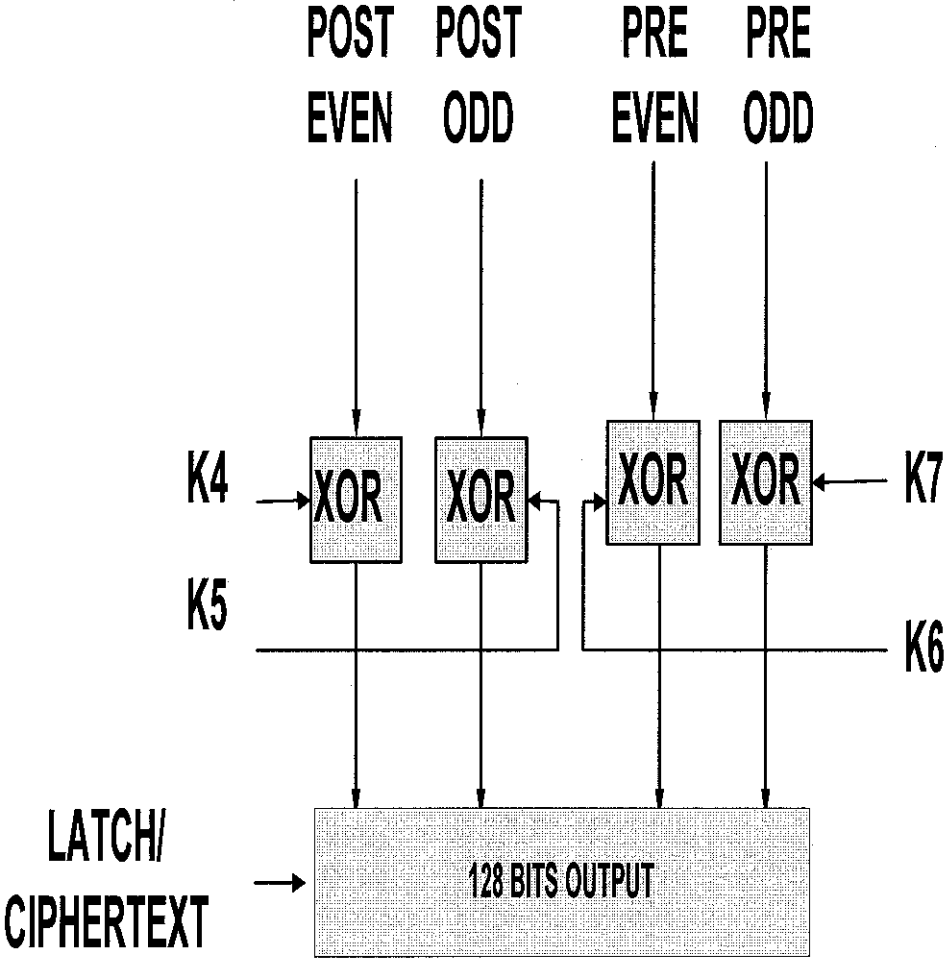 POST POST PRE PRE
EVEN ODD EVEN ODD
K4 XOR XOR XOR XOR K7
K5
K6
LATCH/
CIPHERTEXT
128 BITS OUTPUT